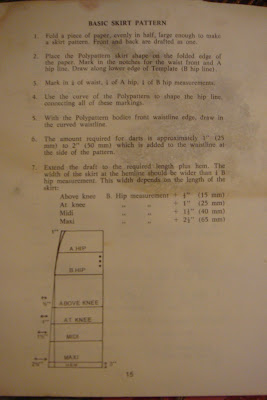 BASIC SKIRT PATTERN
1. Fold a piece of paper, evenly in half, large enough to make
a skirt pattern. Front and back are drafted as one.
2. Place the Polypattern skirt shape on the folded edge of
the paper. Mark in the notches for the waist front and A
hip line. Draw along lower edge of Template (B hip line).
3. Mark in ¼ of waist, ¼ of A hip, ¼ of B hip measurements.
4. Use the curve of the Polypattern to shape the hip line,
connecting all of these markings.
5. With the Polypattern bodice front waistline edge, draw in
the curved waistline.
6. The amount required for darts is approximately 1" (25
mm) to 2" (50 mm) which is added to the waistline at
the side of the pattern.
7. Extend the draft to the required length plus hem. The
width of the skirt at the hemline should be wider than ¼ B
hip measurement. This width depends on the length of the
skirt:
Above knee B. Hip measurement + (15 mm)
At knee „ „ + 1" (25 mm)
Midi „ „ + 1½" (40 mm)
Maxi „ „ + 2½" (65 mm)
1"
A.HIP
B.HIP
ABOVE KNEE
1" AT KNEE
1½" MIDI
2½" MAXI
HEM 2"
15